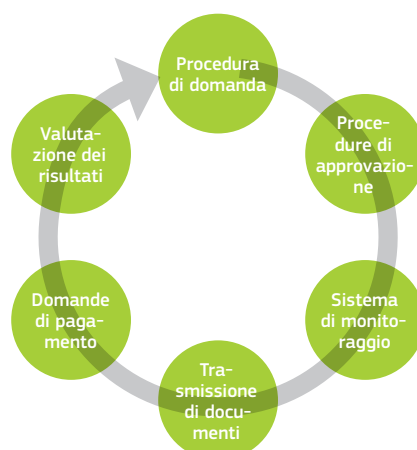 Procedura
di domanda
Proce-
dure di
approvazio-
ne
Sistema
di monito-
raggio
Tra-
smissione
di docu-
menti
Domande
di paga-
mento
Valuta-
zione dei
risultati